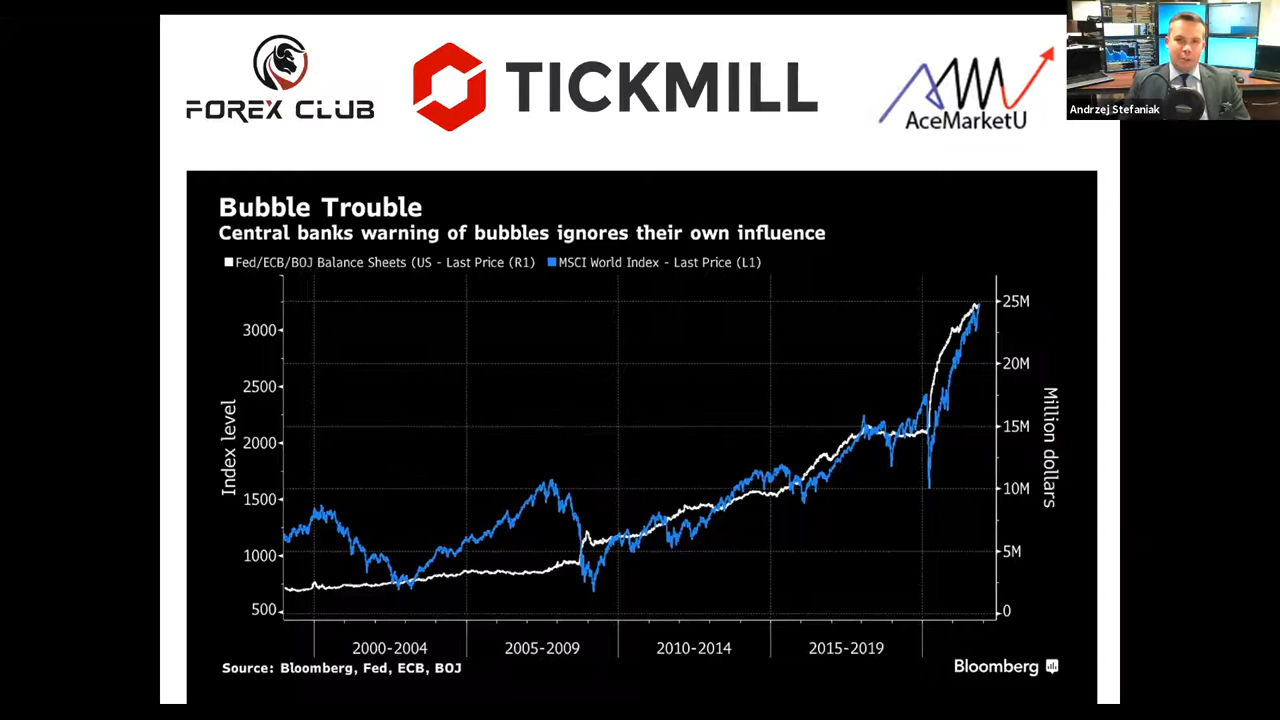 FOREX CLUB
TICKMILL
AceMarketU
Andrzej Stefaniak
Bubble Trouble
Central banks warning of bubbles ignores their own influence
Fed/ECB/BOJ Balance Sheets (US - Last Price (R1) MSCI World Index - Last Price (L1)
Index level
3000
2500
2000
1500
1000
500
25M
20M
15M
10M
5M
0
Million dollars
2000-2004 2005-2009 2010-2014 2015-2019
Source: Bloomberg, Fed, ECB, BOJ
Bloomberg